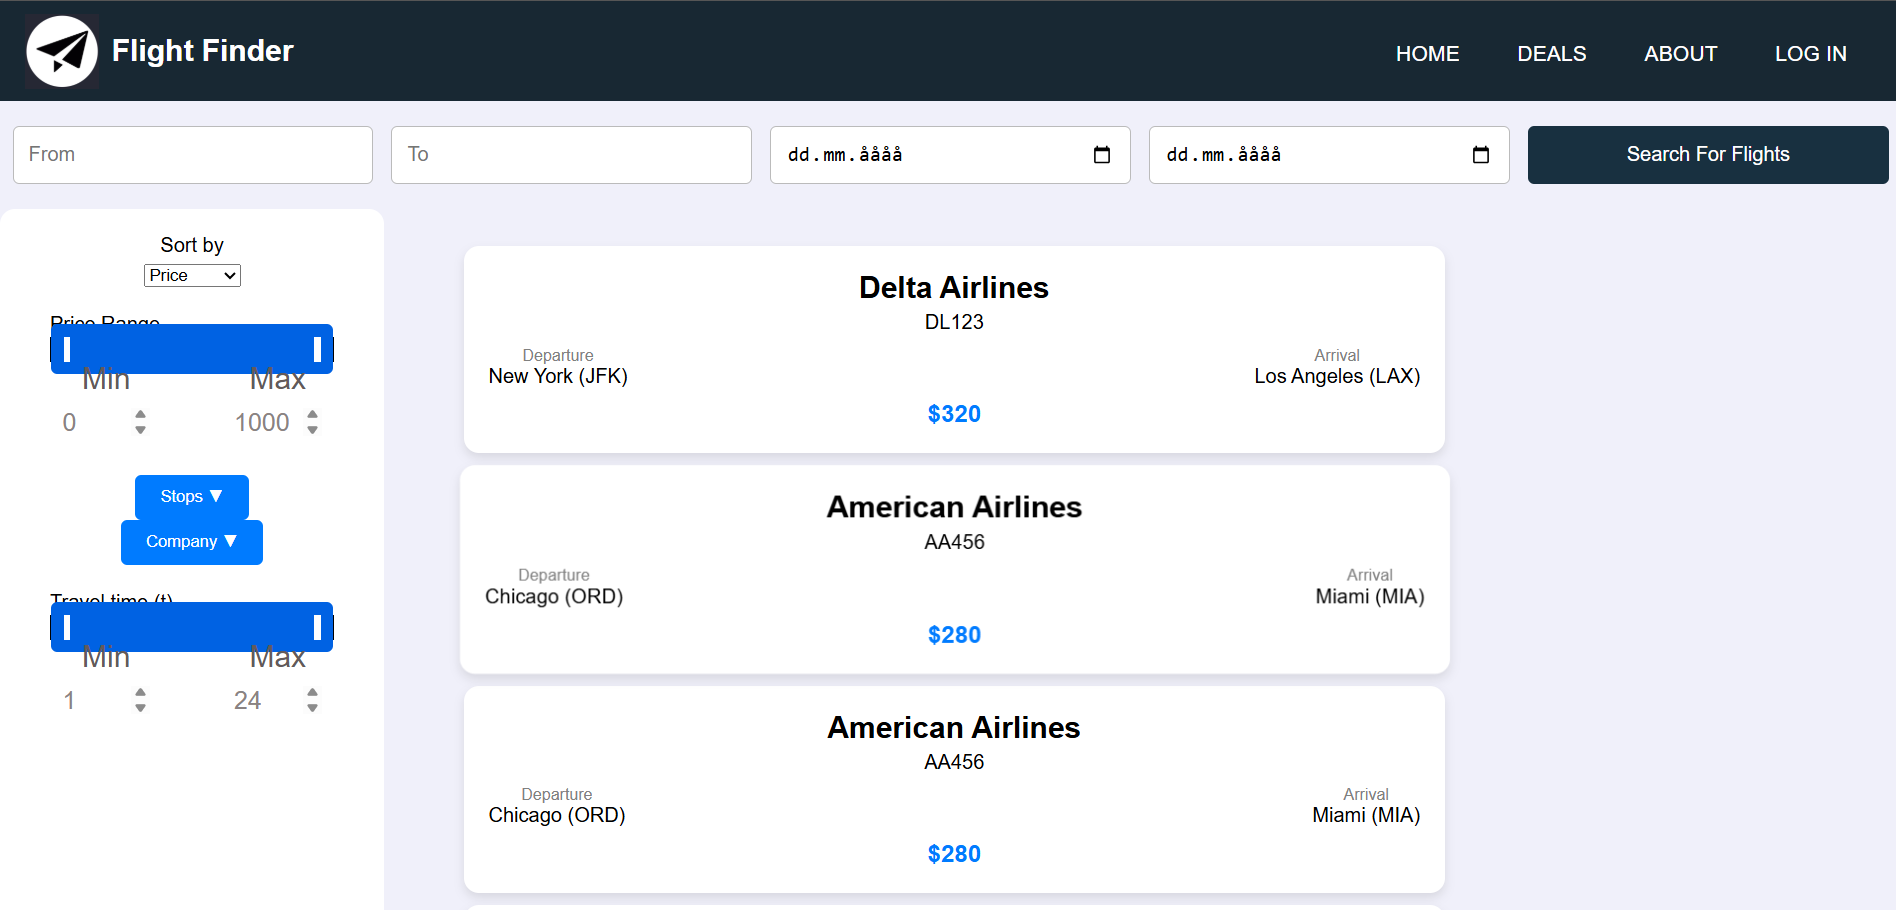 Flight Finder
HOME DEALS ABOUT LOG IN
From To dd.mm.åååå dd.mm.åååå Search For Flights
Sort by
Price
Price Range
Min Max
0 1000
Stops ▼
Company ▼
Travel time (t)
Min Max
1 24
Delta Airlines
DL123
Departure Arrival
New York (JFK) Los Angeles (LAX)
$320
American Airlines
AA456
Departure Arrival
Chicago (ORD) Miami (MIA)
$280
American Airlines
AA456
Departure Arrival
Chicago (ORD) Miami (MIA)
$280